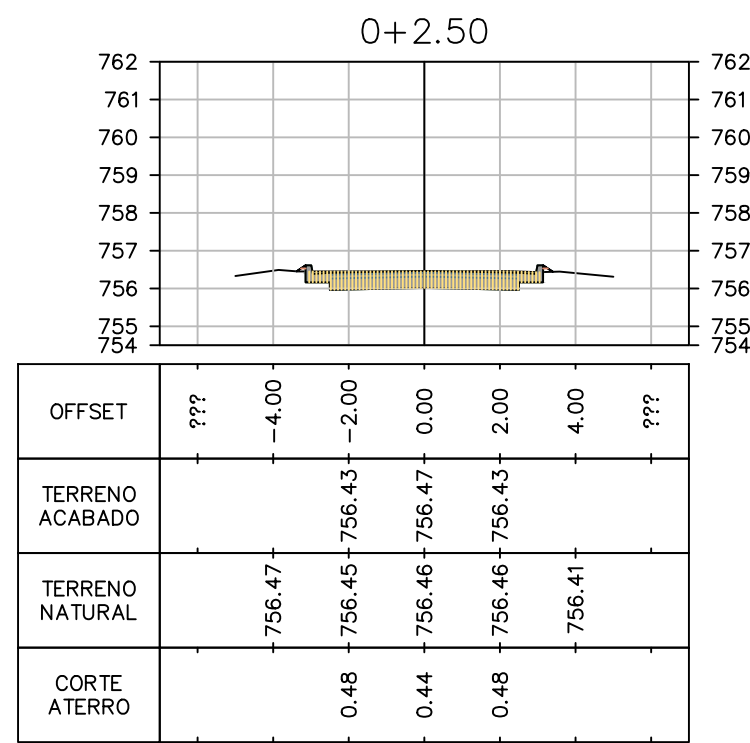 0+2.50
762 762
761 761
760 760
759 759
758 758
757 757
756 756
755 755
754 754
OFFSET ??? -4.00 -2.00 0.00 2.00 4.00 ???
TERRENO
ACABADO
756.43 756.47 756.43
TERRENO
NATURAL
756.47 756.45 756.46 756.46 756.41
CORTE
ATERRO
0.48 0.44 0.48